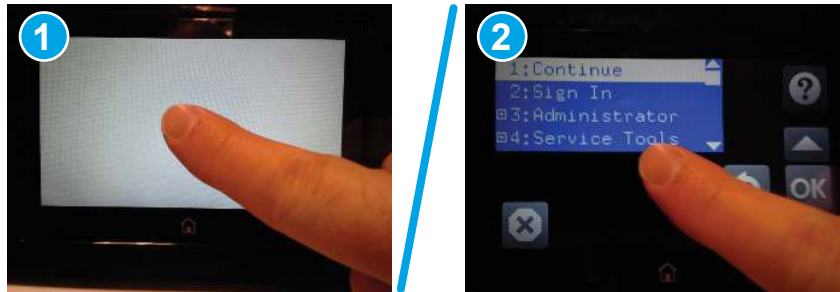 1
2
1:Continue
2:Sign In
3:Administrator
4:Service Tools
?
OK